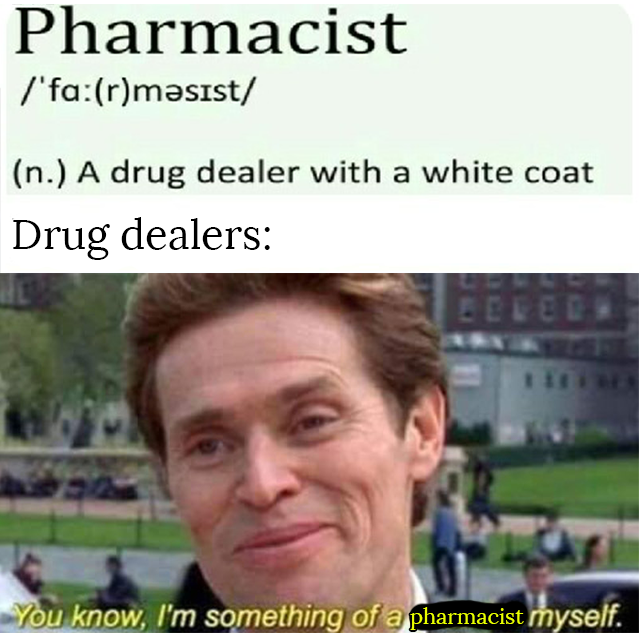 Pharmacist
/ˈfɑː(r)məsɪst/
(n.) A drug dealer with a white coat
Drug dealers:
You know, I'm something of a pharmacist myself.